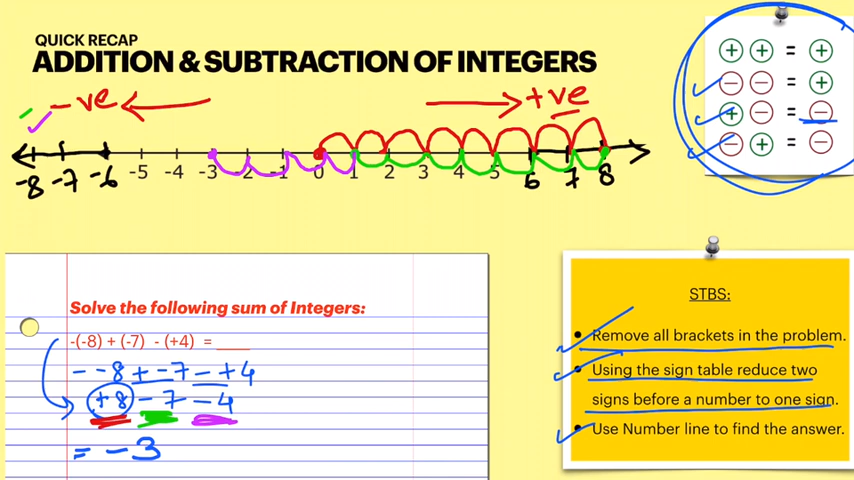 QUICK RECAP
ADDITION & SUBTRACTION OF INTEGERS
⊕ ⊕ = ⊕
⊖ ⊖ = ⊕
⊕ ⊖ = ⊖
⊖ ⊕ = ⊖
-ve
+ve
-8 -7 -6 -5 -4 -3 -2 -1 0 1 2 3 4 5 6 7 8
Solve the following sum of Integers:
-(-8) + (-7) - (+4) = ____
- -8 + -7 - +4
+8 - 7 - 4
= -3
STBS:
• Remove all brackets in the problem.
• Using the sign table reduce two
signs before a number to one sign.
• Use Number line to find the answer.